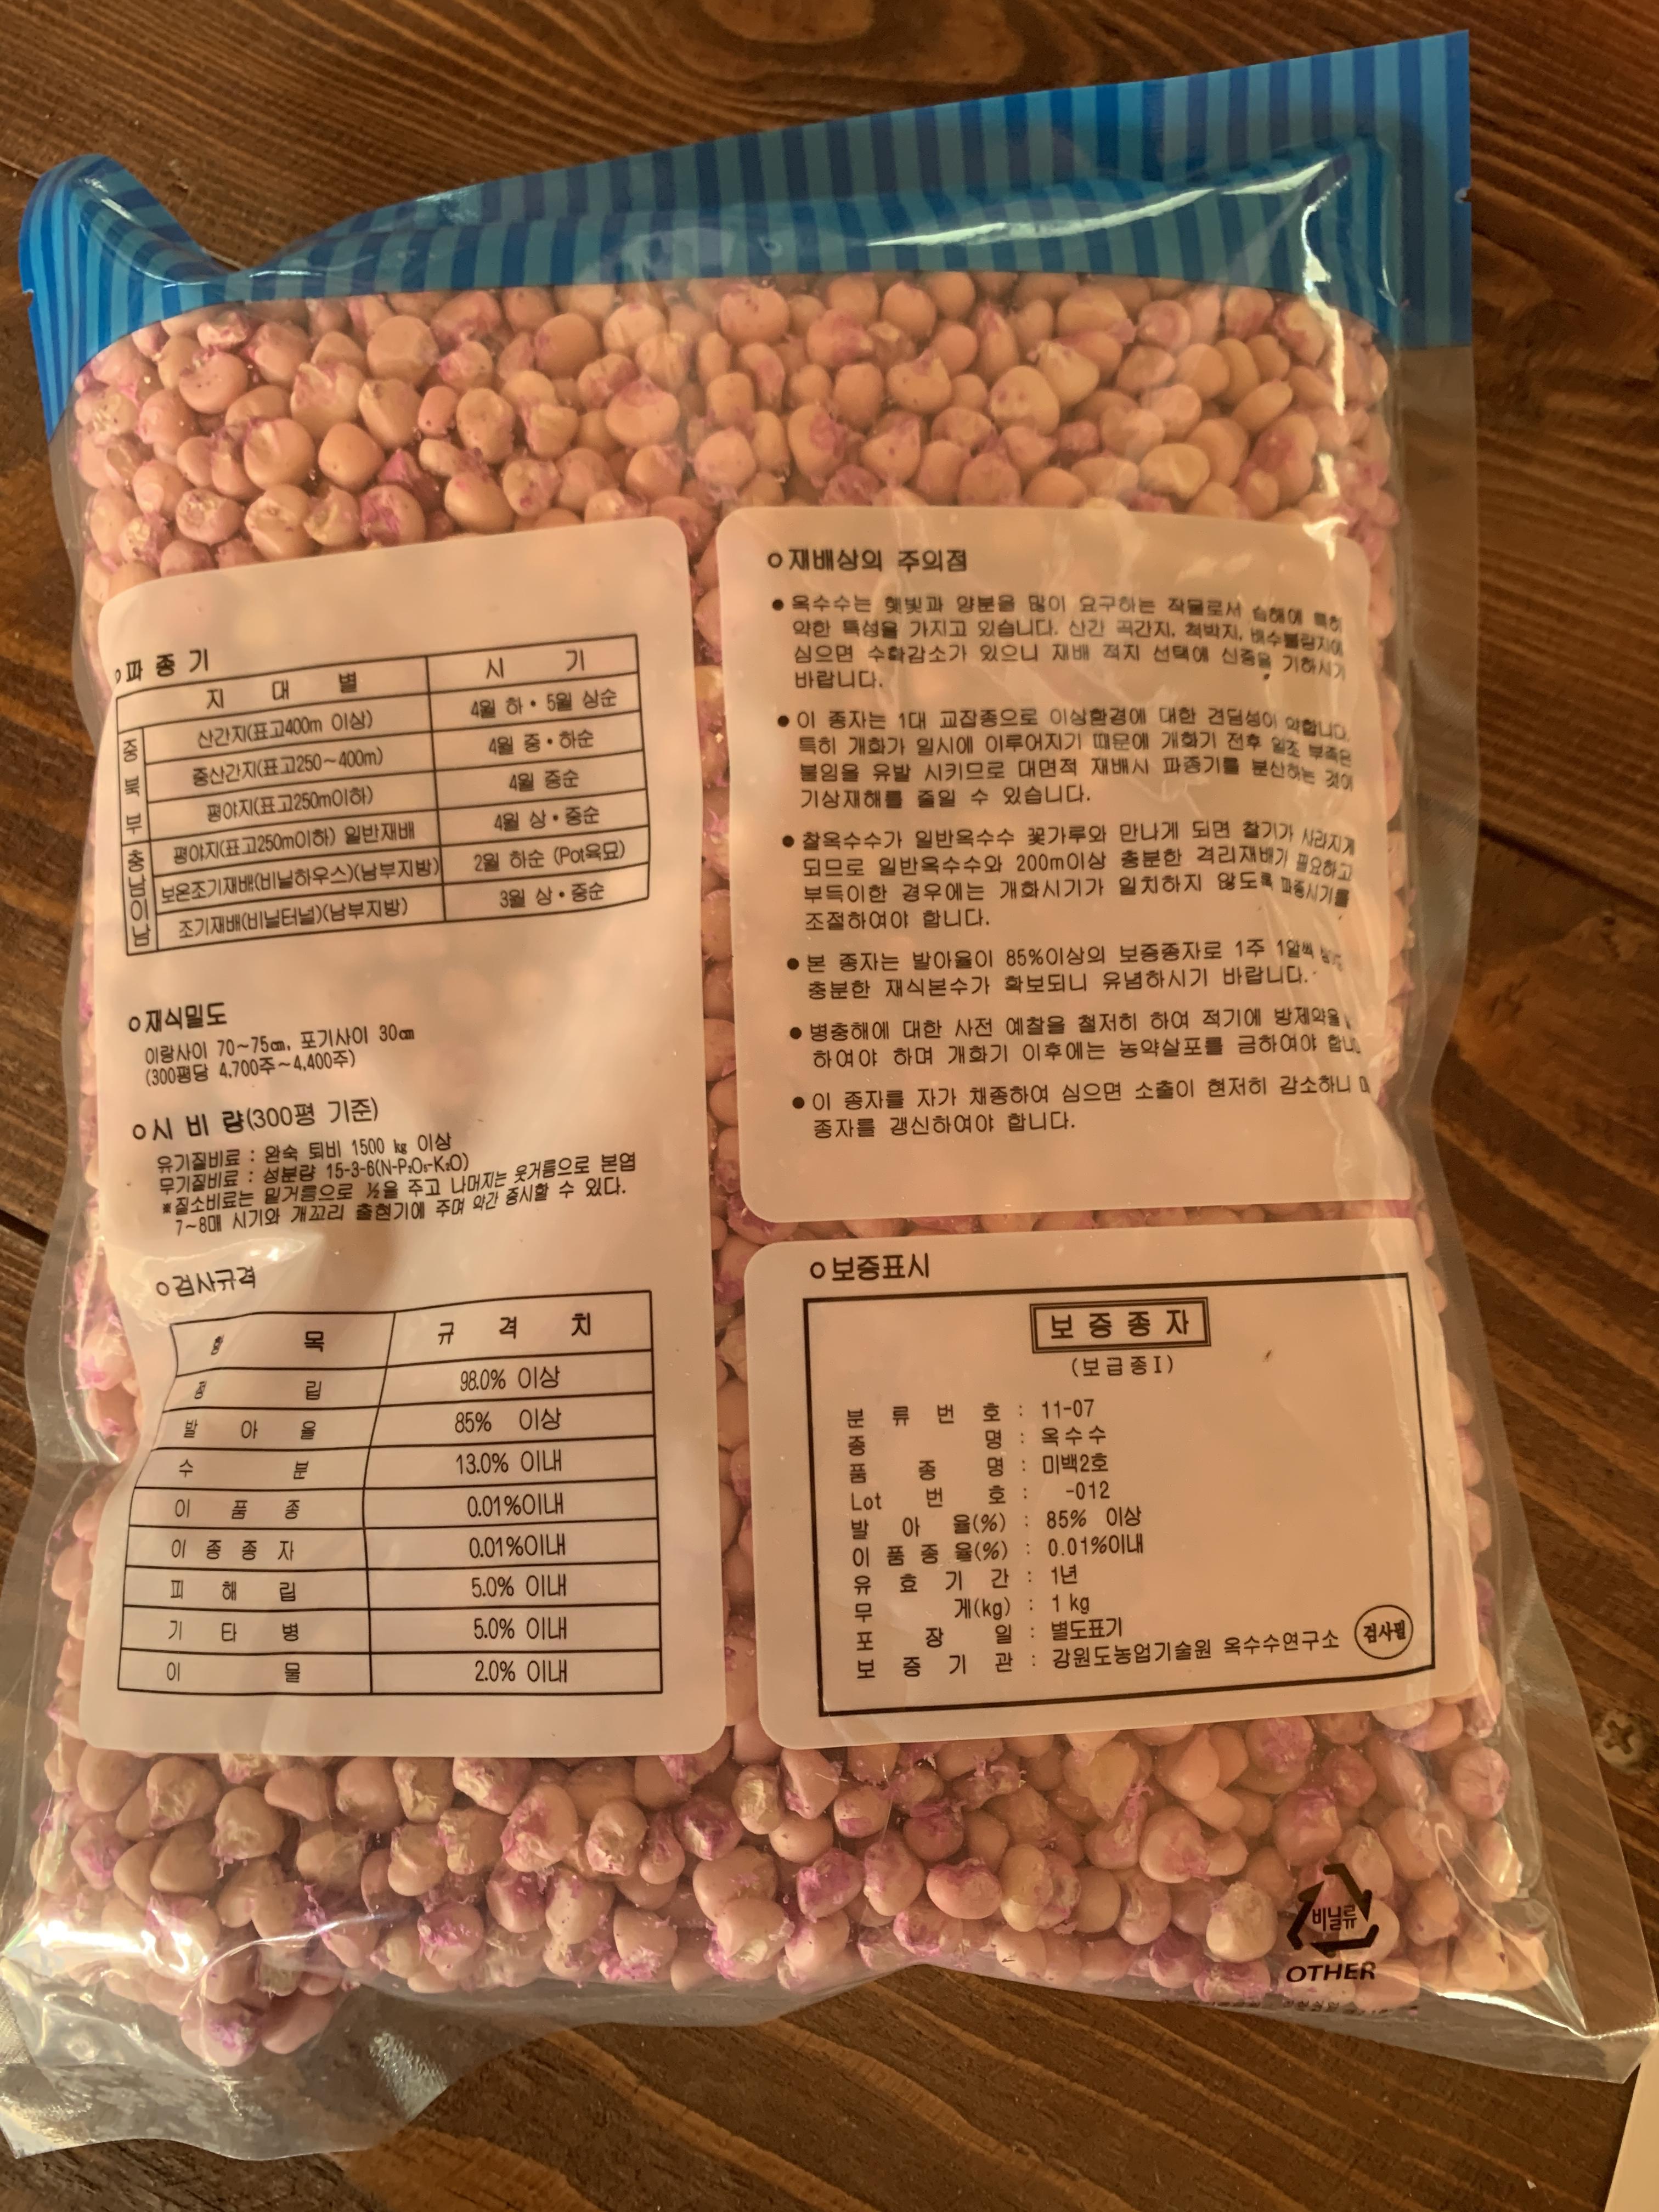 ○파 종 기
지 대 별 시 기
중 북 부
산간지(표고400m 이상) 4월 하・5월 상순
중산간지(표고250~400m) 4월 중・하순
평야지(표고250m이하) 4월 중순
충남이남
평야지(표고250m이하) 일반재배 4월 상・중순
보온조기재배(비닐하우스)(남부지방) 2월 하순 (Pot육묘)
조기재배(비닐터널)(남부지방) 3월 상・중순
○재식밀도
이랑사이 70~75㎝, 포기사이 30㎝
(300평당 4,700주~4,400주)
○시 비 량(300평 기준)
유기질비료 : 완숙 퇴비 1500 ㎏ 이상
무기질비료 : 성분량 15-3-6(N-P₂O₅-K₂O)
※질소비료는 밑거름으로 ½을 주고 나머지는 웃거름으로 본엽
7~8매 시기와 개꼬리 출현기에 주며 약간 증시할 수 있다.
○검사규격
항 목 규 격 치
정 립 98.0% 이상
발 아 율 85% 이상
수 분 13.0% 이내
이 품 종 0.01%이내
이 종 종 자 0.01%이내
피 해 립 5.0% 이내
기 타 병 5.0% 이내
이 물 2.0% 이내
○재배상의 주의점
●옥수수는 햇빛과 양분을 많이 요구하는 작물로서 습해에 특히
약한 특성을 가지고 있습니다. 산간 곡간지, 척박지, 배수불량지에
심으면 수확감소가 있으니 재배 적지 선택에 신중을 기하시기
바랍니다.
●이 종자는 1대 교잡종으로 이상환경에 대한 견딤성이 약합니다.
특히 개화가 일시에 이루어지기 때문에 개화기 전후 일조 부족은
불임을 유발 시키므로 대면적 재배시 파종기를 분산하는 것이
기상재해를 줄일 수 있습니다.
●찰옥수수가 일반옥수수 꽃가루와 만나게 되면 찰기가 사라지게
되므로 일반옥수수와 200m이상 충분한 격리재배가 필요하고
부득이한 경우에는 개화시기가 일치하지 않도록 파종시기를
조절하여야 합니다.
●본 종자는 발아율이 85%이상의 보증종자로 1주 1알씩
충분한 재식본수가 확보되니 유념하시기 바랍니다.
●병충해에 대한 사전 예찰을 철저히 하여 적기에 방제약을
하여야 하며 개화기 이후에는 농약살포를 금하여야
●이 종자를 자가 채종하여 심으면 소출이 현저히 감소하니
종자를 갱신하여야 합니다.
○보증표시
보 증 종 자
(보급종Ⅰ)
분 류 번 호 : 11-07
종 명 : 옥수수
품 종 명 : 미백2호
Lot 번 호 : -012
발 아 율(%) : 85% 이상
이 품 종 율(%) : 0.01%이내
유 효 기 간 : 1년
무 게(kg) : 1 kg
포 장 일 : 별도표기
보 증 기 관 : 강원도농업기술원 옥수수연구소
검사필
비닐류
OTHER